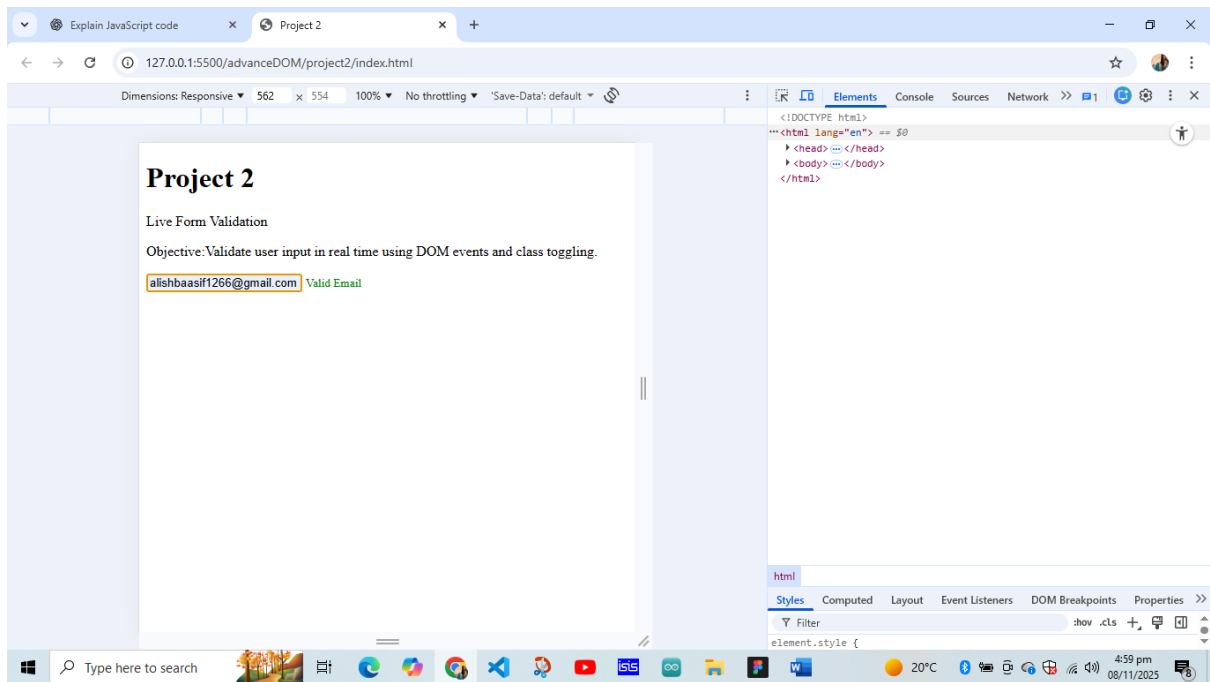 Explain JavaScript code
Project 2
127.0.0.1:5500/advanceDOM/project2/index.html
Dimensions: Responsive ▼ 562 × 554 100% ▼ No throttling ▼ 'Save-Data': default ▼
Elements Console Sources Network 1
<!DOCTYPE html>
<html lang="en"> == $0
<head>…</head>
<body>…</body>
</html>
Project 2
Live Form Validation
Objective:Validate user input in real time using DOM events and class toggling.
alishbaasif1266@gmail.com Valid Email
html
Styles Computed Layout Event Listeners DOM Breakpoints Properties
Filter :hov .cls
element.style {
Type here to search
isis
20°C
4:59 pm
08/11/2025
8